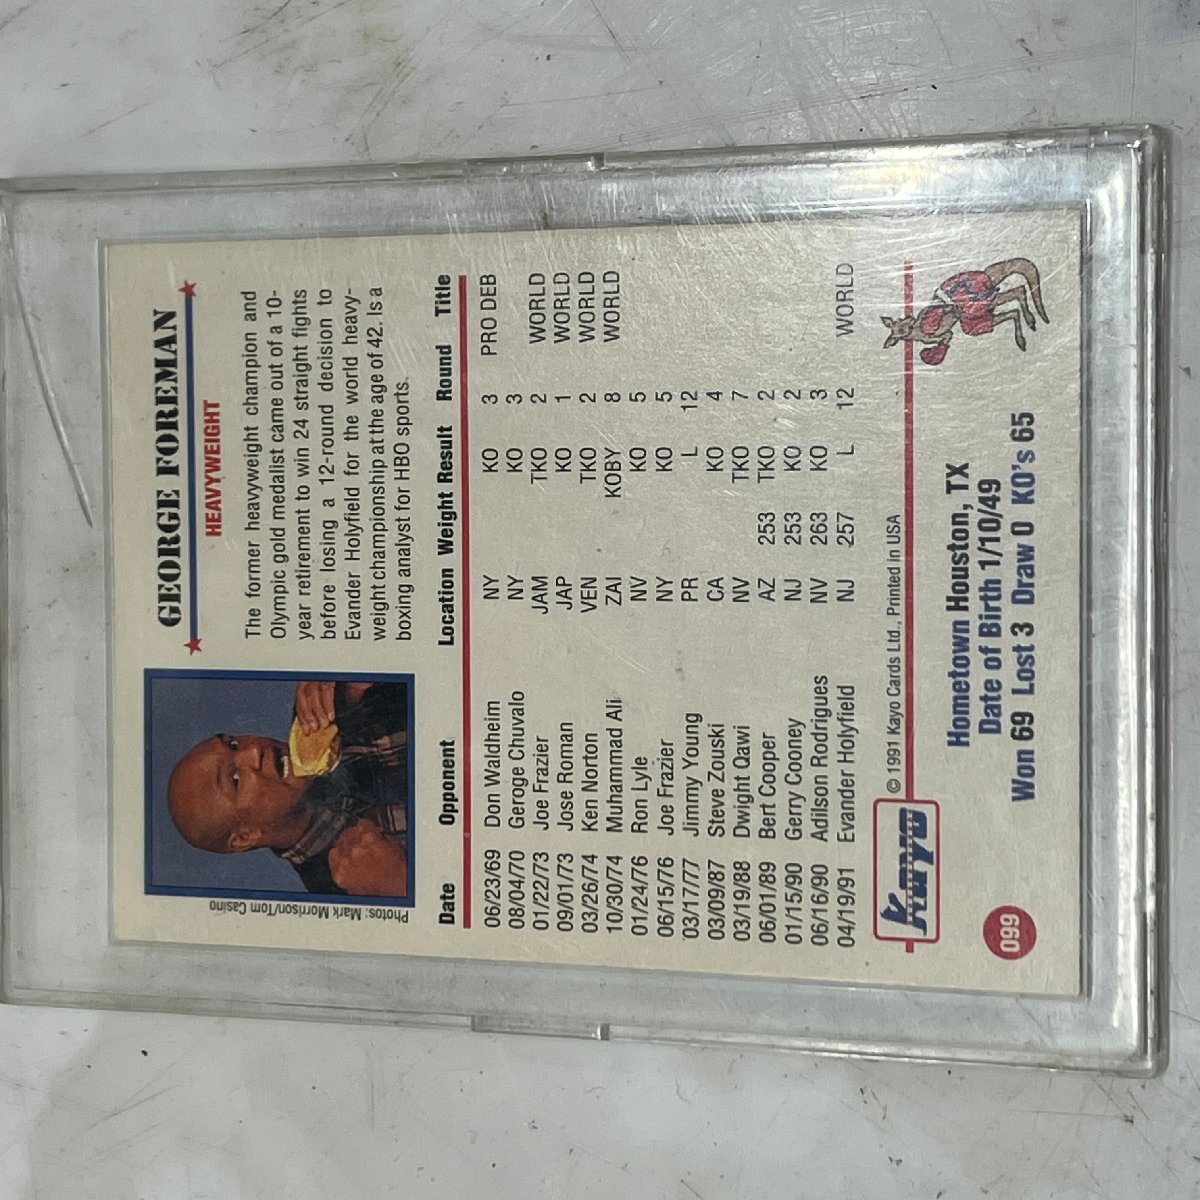 GEORGE FOREMAN
HEAVYWEIGHT
The former heavyweight champion and
Olympic gold medalist came out of a 10-
year retirement to win 24 straight fights
before losing a 12-round decision to
Evander Holyfield for the world heavy-
weight championship at the age of 42. Is a
boxing analyst for HBO sports.
Photos: Mark Morrison/Tom Casino
Date Opponent Location Weight Result Round Title
06/23/69 Don Waldheim NY KO 3 PRO DEB
08/04/70 Geroge Chuvalo NY KO 3
01/22/73 Joe Frazier JAM TKO 2 WORLD
09/01/73 Jose Roman JAP KO 1 WORLD
03/26/74 Ken Norton VEN TKO 2 WORLD
10/30/74 Muhammad Ali ZAI KOBY 8 WORLD
01/24/76 Ron Lyle NV KO 5
06/15/76 Joe Frazier NY KO 5
03/17/77 Jimmy Young PR L 12
03/09/87 Steve Zouski CA KO 4
03/19/88 Dwight Qawi NV TKO 7
06/01/89 Bert Cooper AZ 253 TKO 2
01/15/90 Gerry Cooney NJ 253 KO 2
06/16/90 Adilson Rodrigues NV 263 KO 3
04/19/91 Evander Holyfield NJ 257 L 12 WORLD
Kayo © 1991 Kayo Cards Ltd., Printed in USA
Hometown Houston, TX
Date of Birth 1/10/49
099 Won 69 Lost 3 Draw 0 KO's 65